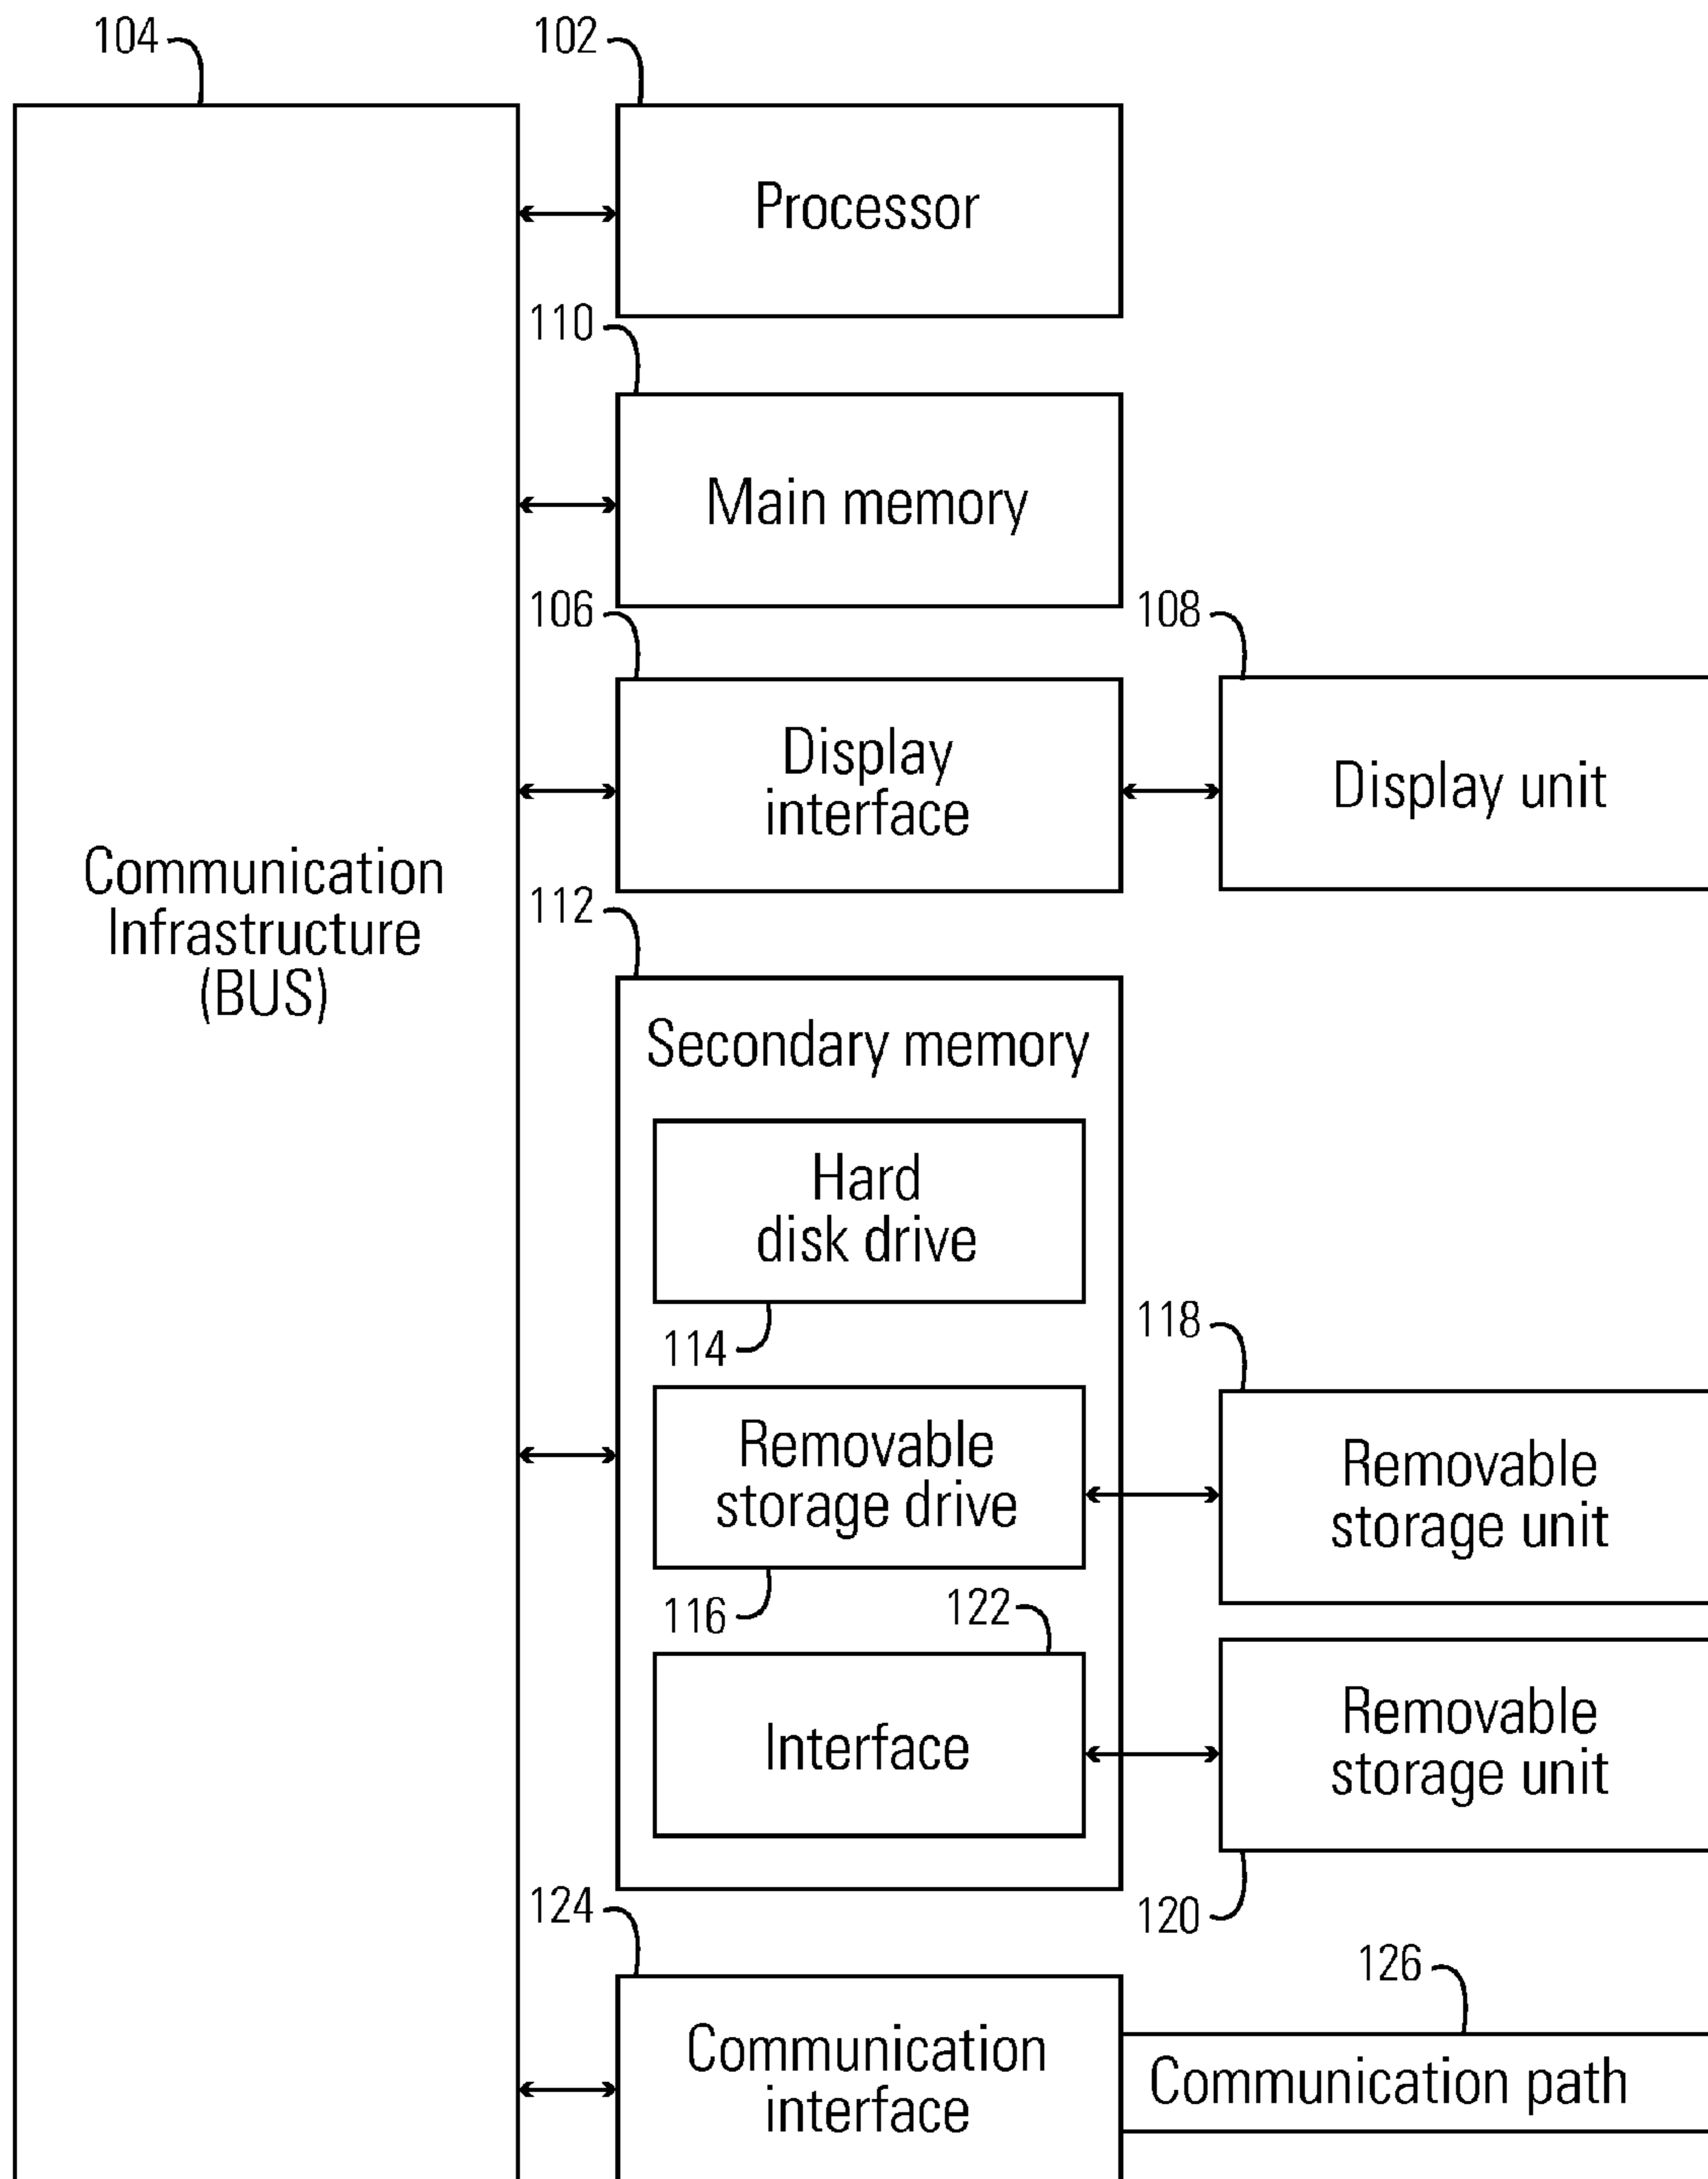 104
102
Processor
110
Main memory
106
108
Display
interface
Display unit
Communication
Infrastructure
(BUS)
112
Secondary memory
Hard
disk drive
114
118
Removable
storage drive
Removable
storage unit
116
122
Interface
Removable
storage unit
120
124
126
Communication
interface
Communication path